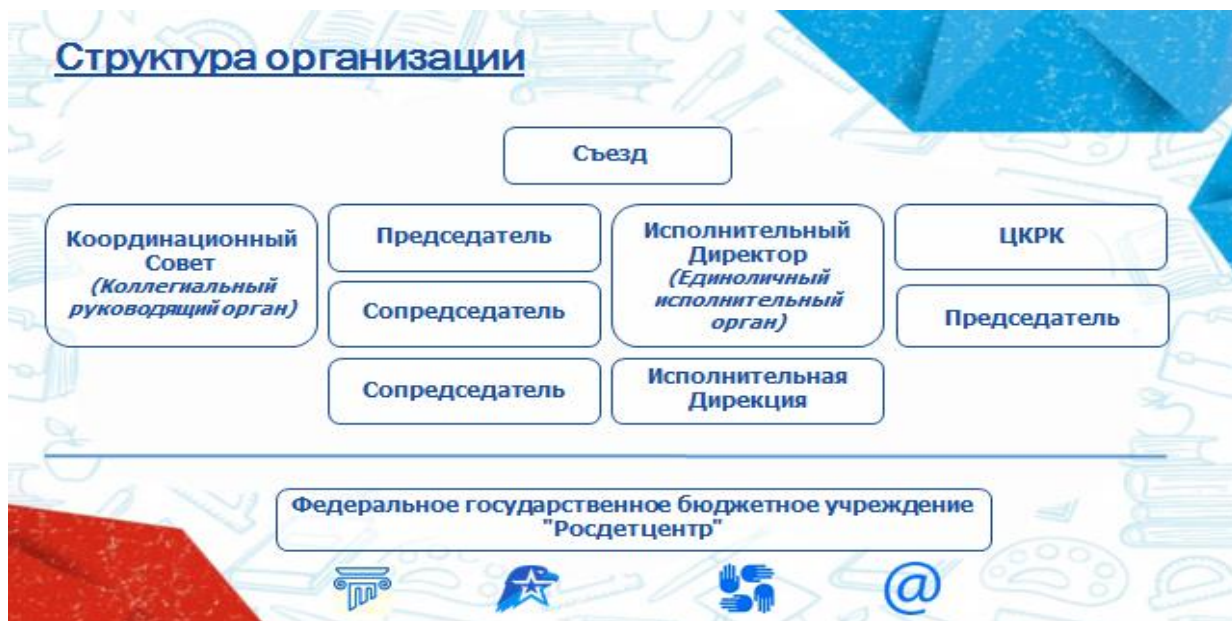 Структура организации
Съезд
Координационный
Совет
(Коллегиальный
руководящий орган)
Председатель
Сопредседатель
Сопредседатель
Исполнительный
Директор
(Единоличный
исполнительный
орган)
Исполнительная
Дирекция
ЦКРК
Председатель
Федеральное государственное бюджетное учреждение
"Росдетцентр"
@